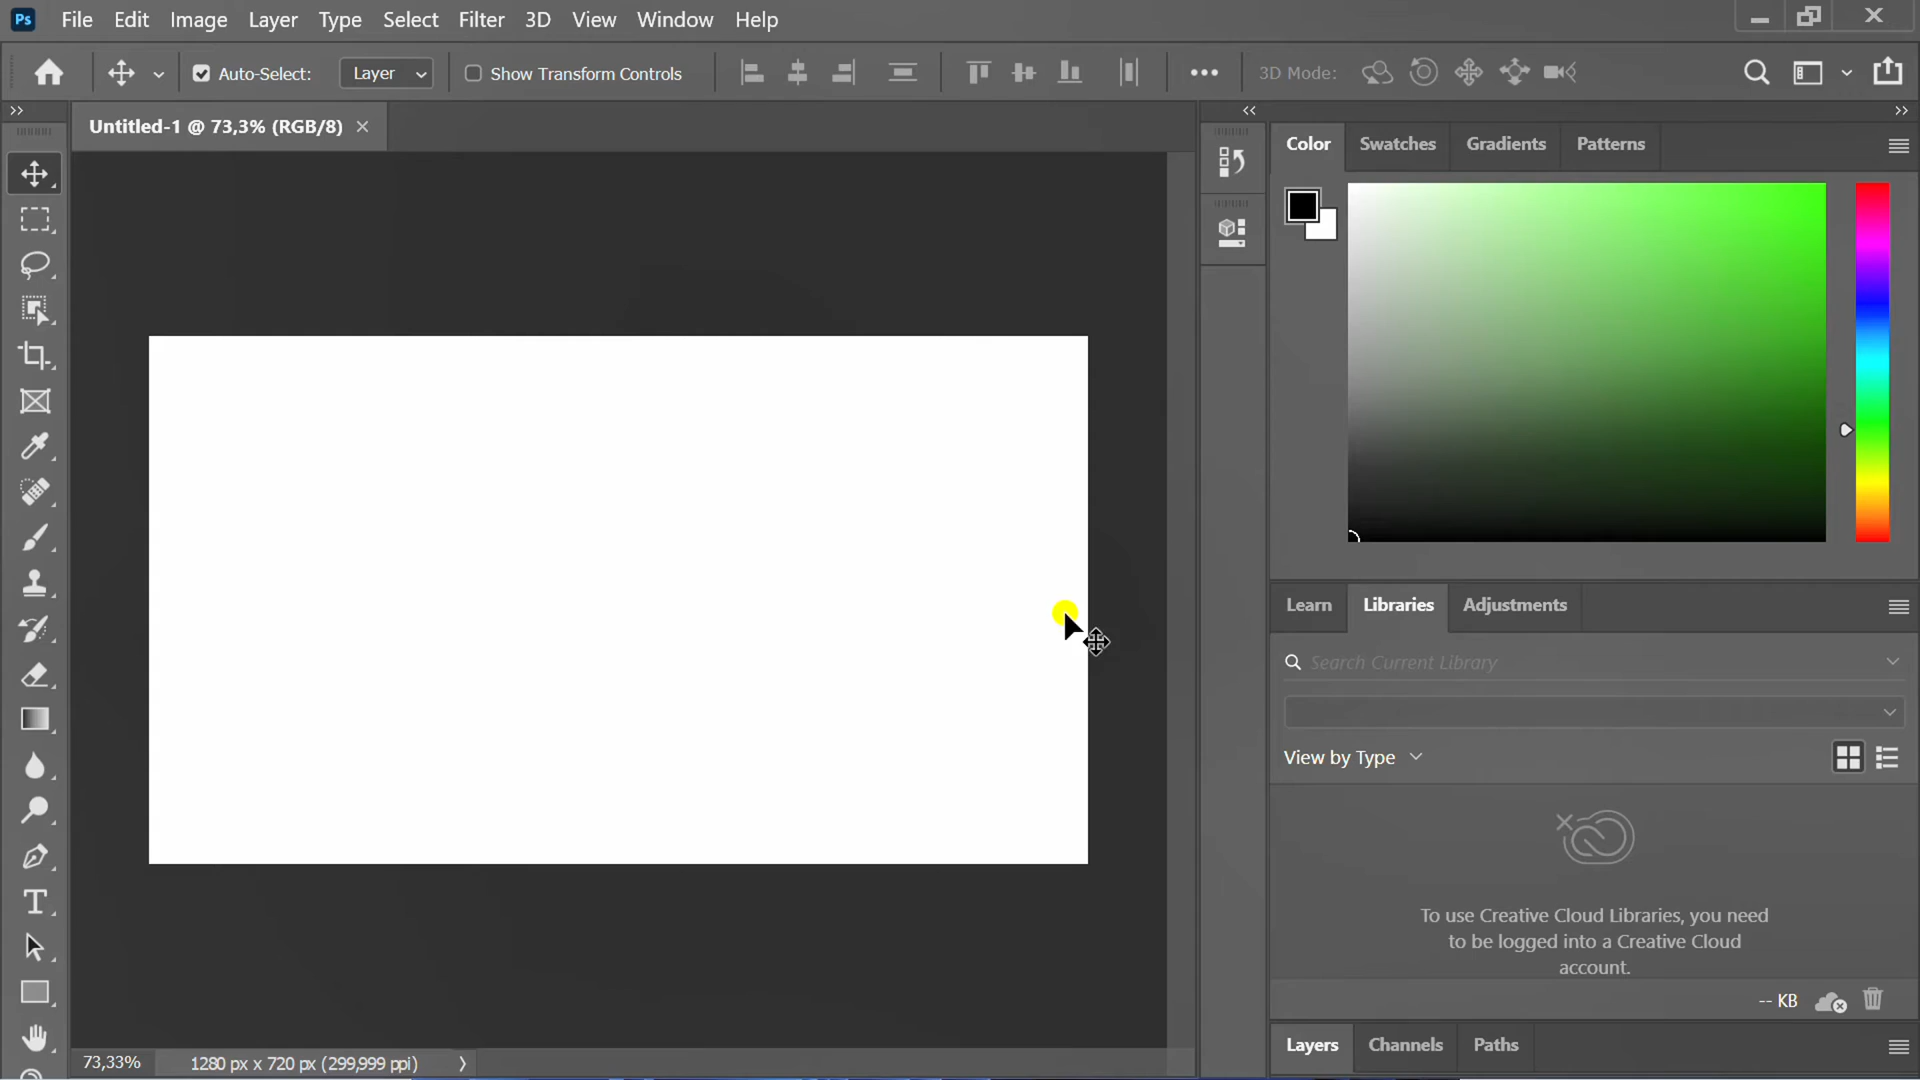 Ps File Edit Image Layer Type Select Filter 3D View Window Help
Auto-Select: Layer Show Transform Controls 3D Mode:
Untitled-1 @ 73,3% (RGB/8)
Color Swatches Gradients Patterns
Learn Libraries Adjustments
Search Current Library
View by Type
To use Creative Cloud Libraries, you need
to be logged into a Creative Cloud
account.
-- KB
Layers Channels Paths
73,33% 1280 px x 720 px (299,999 ppi)